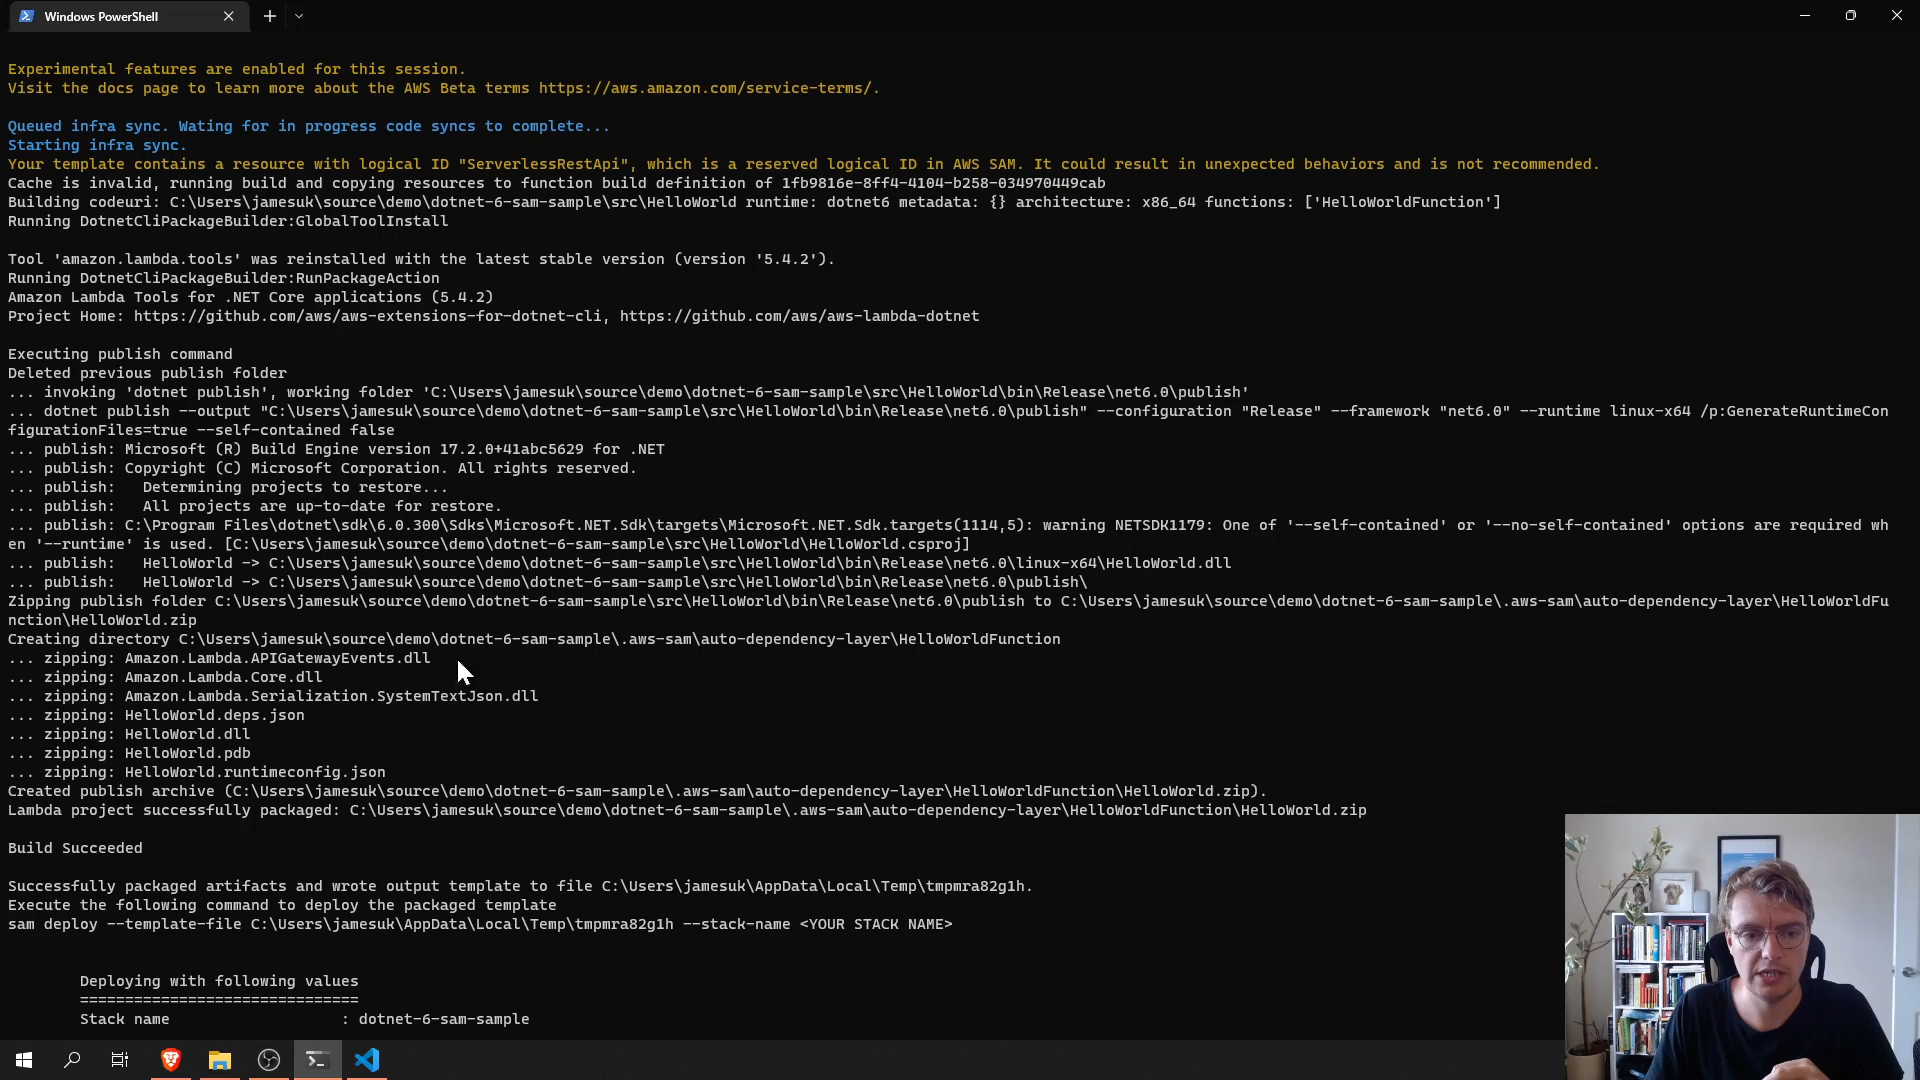 Windows PowerShell
Experimental features are enabled for this session.
Visit the docs page to learn more about the AWS Beta terms https://aws.amazon.com/service-terms/.
Queued infra sync. Wating for in progress code syncs to complete...
Starting infra sync.
Your template contains a resource with logical ID "ServerlessRestApi", which is a reserved logical ID in AWS SAM. It could result in unexpected behaviors and is not recommended.
Cache is invalid, running build and copying resources to function build definition of 1fb9816e-8ff4-4104-b258-034970449cab
Building codeuri: C:\Users\jamesuk\source\demo\dotnet-6-sam-sample\src\HelloWorld runtime: dotnet6 metadata: {} architecture: x86_64 functions: ['HelloWorldFunction']
Running DotnetCliPackageBuilder:GlobalToolInstall
Tool 'amazon.lambda.tools' was reinstalled with the latest stable version (version '5.4.2').
Running DotnetCliPackageBuilder:RunPackageAction
Amazon Lambda Tools for .NET Core applications (5.4.2)
Project Home: https://github.com/aws/aws-extensions-for-dotnet-cli, https://github.com/aws/aws-lambda-dotnet
Executing publish command
Deleted previous publish folder
... invoking 'dotnet publish', working folder 'C:\Users\jamesuk\source\demo\dotnet-6-sam-sample\src\HelloWorld\bin\Release\net6.0\publish'
... dotnet publish --output "C:\Users\jamesuk\source\demo\dotnet-6-sam-sample\src\HelloWorld\bin\Release\net6.0\publish" --configuration "Release" --framework "net6.0" --runtime linux-x64 /p:GenerateRuntimeCon
figurationFiles=true --self-contained false
... publish: Microsoft (R) Build Engine version 17.2.0+41abc5629 for .NET
... publish: Copyright (C) Microsoft Corporation. All rights reserved.
... publish:   Determining projects to restore...
... publish:   All projects are up-to-date for restore.
... publish: C:\Program Files\dotnet\sdk\6.0.300\Sdks\Microsoft.NET.Sdk\targets\Microsoft.NET.Sdk.targets(1114,5): warning NETSDK1179: One of '--self-contained' or '--no-self-contained' options are required wh
en '--runtime' is used. [C:\Users\jamesuk\source\demo\dotnet-6-sam-sample\src\HelloWorld\HelloWorld.csproj]
... publish:   HelloWorld -> C:\Users\jamesuk\source\demo\dotnet-6-sam-sample\src\HelloWorld\bin\Release\net6.0\linux-x64\HelloWorld.dll
... publish:   HelloWorld -> C:\Users\jamesuk\source\demo\dotnet-6-sam-sample\src\HelloWorld\bin\Release\net6.0\publish\
Zipping publish folder C:\Users\jamesuk\source\demo\dotnet-6-sam-sample\src\HelloWorld\bin\Release\net6.0\publish to C:\Users\jamesuk\source\demo\dotnet-6-sam-sample\.aws-sam\auto-dependency-layer\HelloWorldFu
nction\HelloWorld.zip
Creating directory C:\Users\jamesuk\source\demo\dotnet-6-sam-sample\.aws-sam\auto-dependency-layer\HelloWorldFunction
... zipping: Amazon.Lambda.APIGatewayEvents.dll
... zipping: Amazon.Lambda.Core.dll
... zipping: Amazon.Lambda.Serialization.SystemTextJson.dll
... zipping: HelloWorld.deps.json
... zipping: HelloWorld.dll
... zipping: HelloWorld.pdb
... zipping: HelloWorld.runtimeconfig.json
Created publish archive (C:\Users\jamesuk\source\demo\dotnet-6-sam-sample\.aws-sam\auto-dependency-layer\HelloWorldFunction\HelloWorld.zip).
Lambda project successfully packaged: C:\Users\jamesuk\source\demo\dotnet-6-sam-sample\.aws-sam\auto-dependency-layer\HelloWorldFunction\HelloWorld.zip
Build Succeeded
Successfully packaged artifacts and wrote output template to file C:\Users\jamesuk\AppData\Local\Temp\tmpmra82g1h.
Execute the following command to deploy the packaged template
sam deploy --template-file C:\Users\jamesuk\AppData\Local\Temp\tmpmra82g1h --stack-name <YOUR STACK NAME>
Deploying with following values
===============================
Stack name                   : dotnet-6-sam-sample